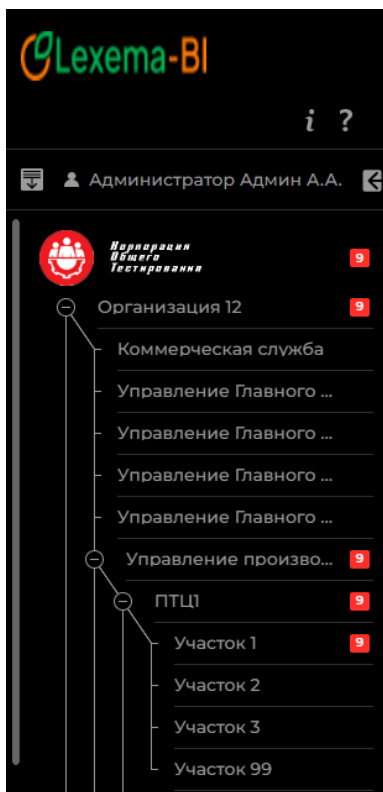 Lexema-BI
i ?
Администратор Админ А.А.
Корпорация
Общего
Тестирования
9
Организация 12 9
Коммерческая служба
Управление Главного ...
Управление Главного ...
Управление Главного ...
Управление Главного ...
Управление произво... 9
ПТЦ1 9
Участок 1 9
Участок 2
Участок 3
Участок 99